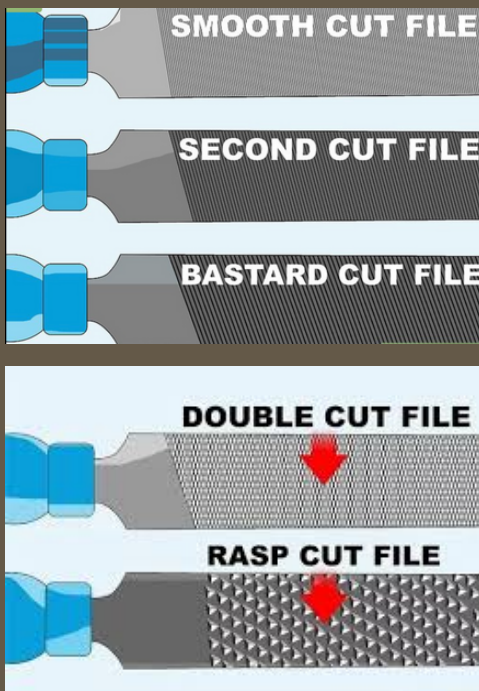 SMOOTH CUT FILE
SECOND CUT FILE
BASTARD CUT FILE
DOUBLE CUT FILE
RASP CUT FILE